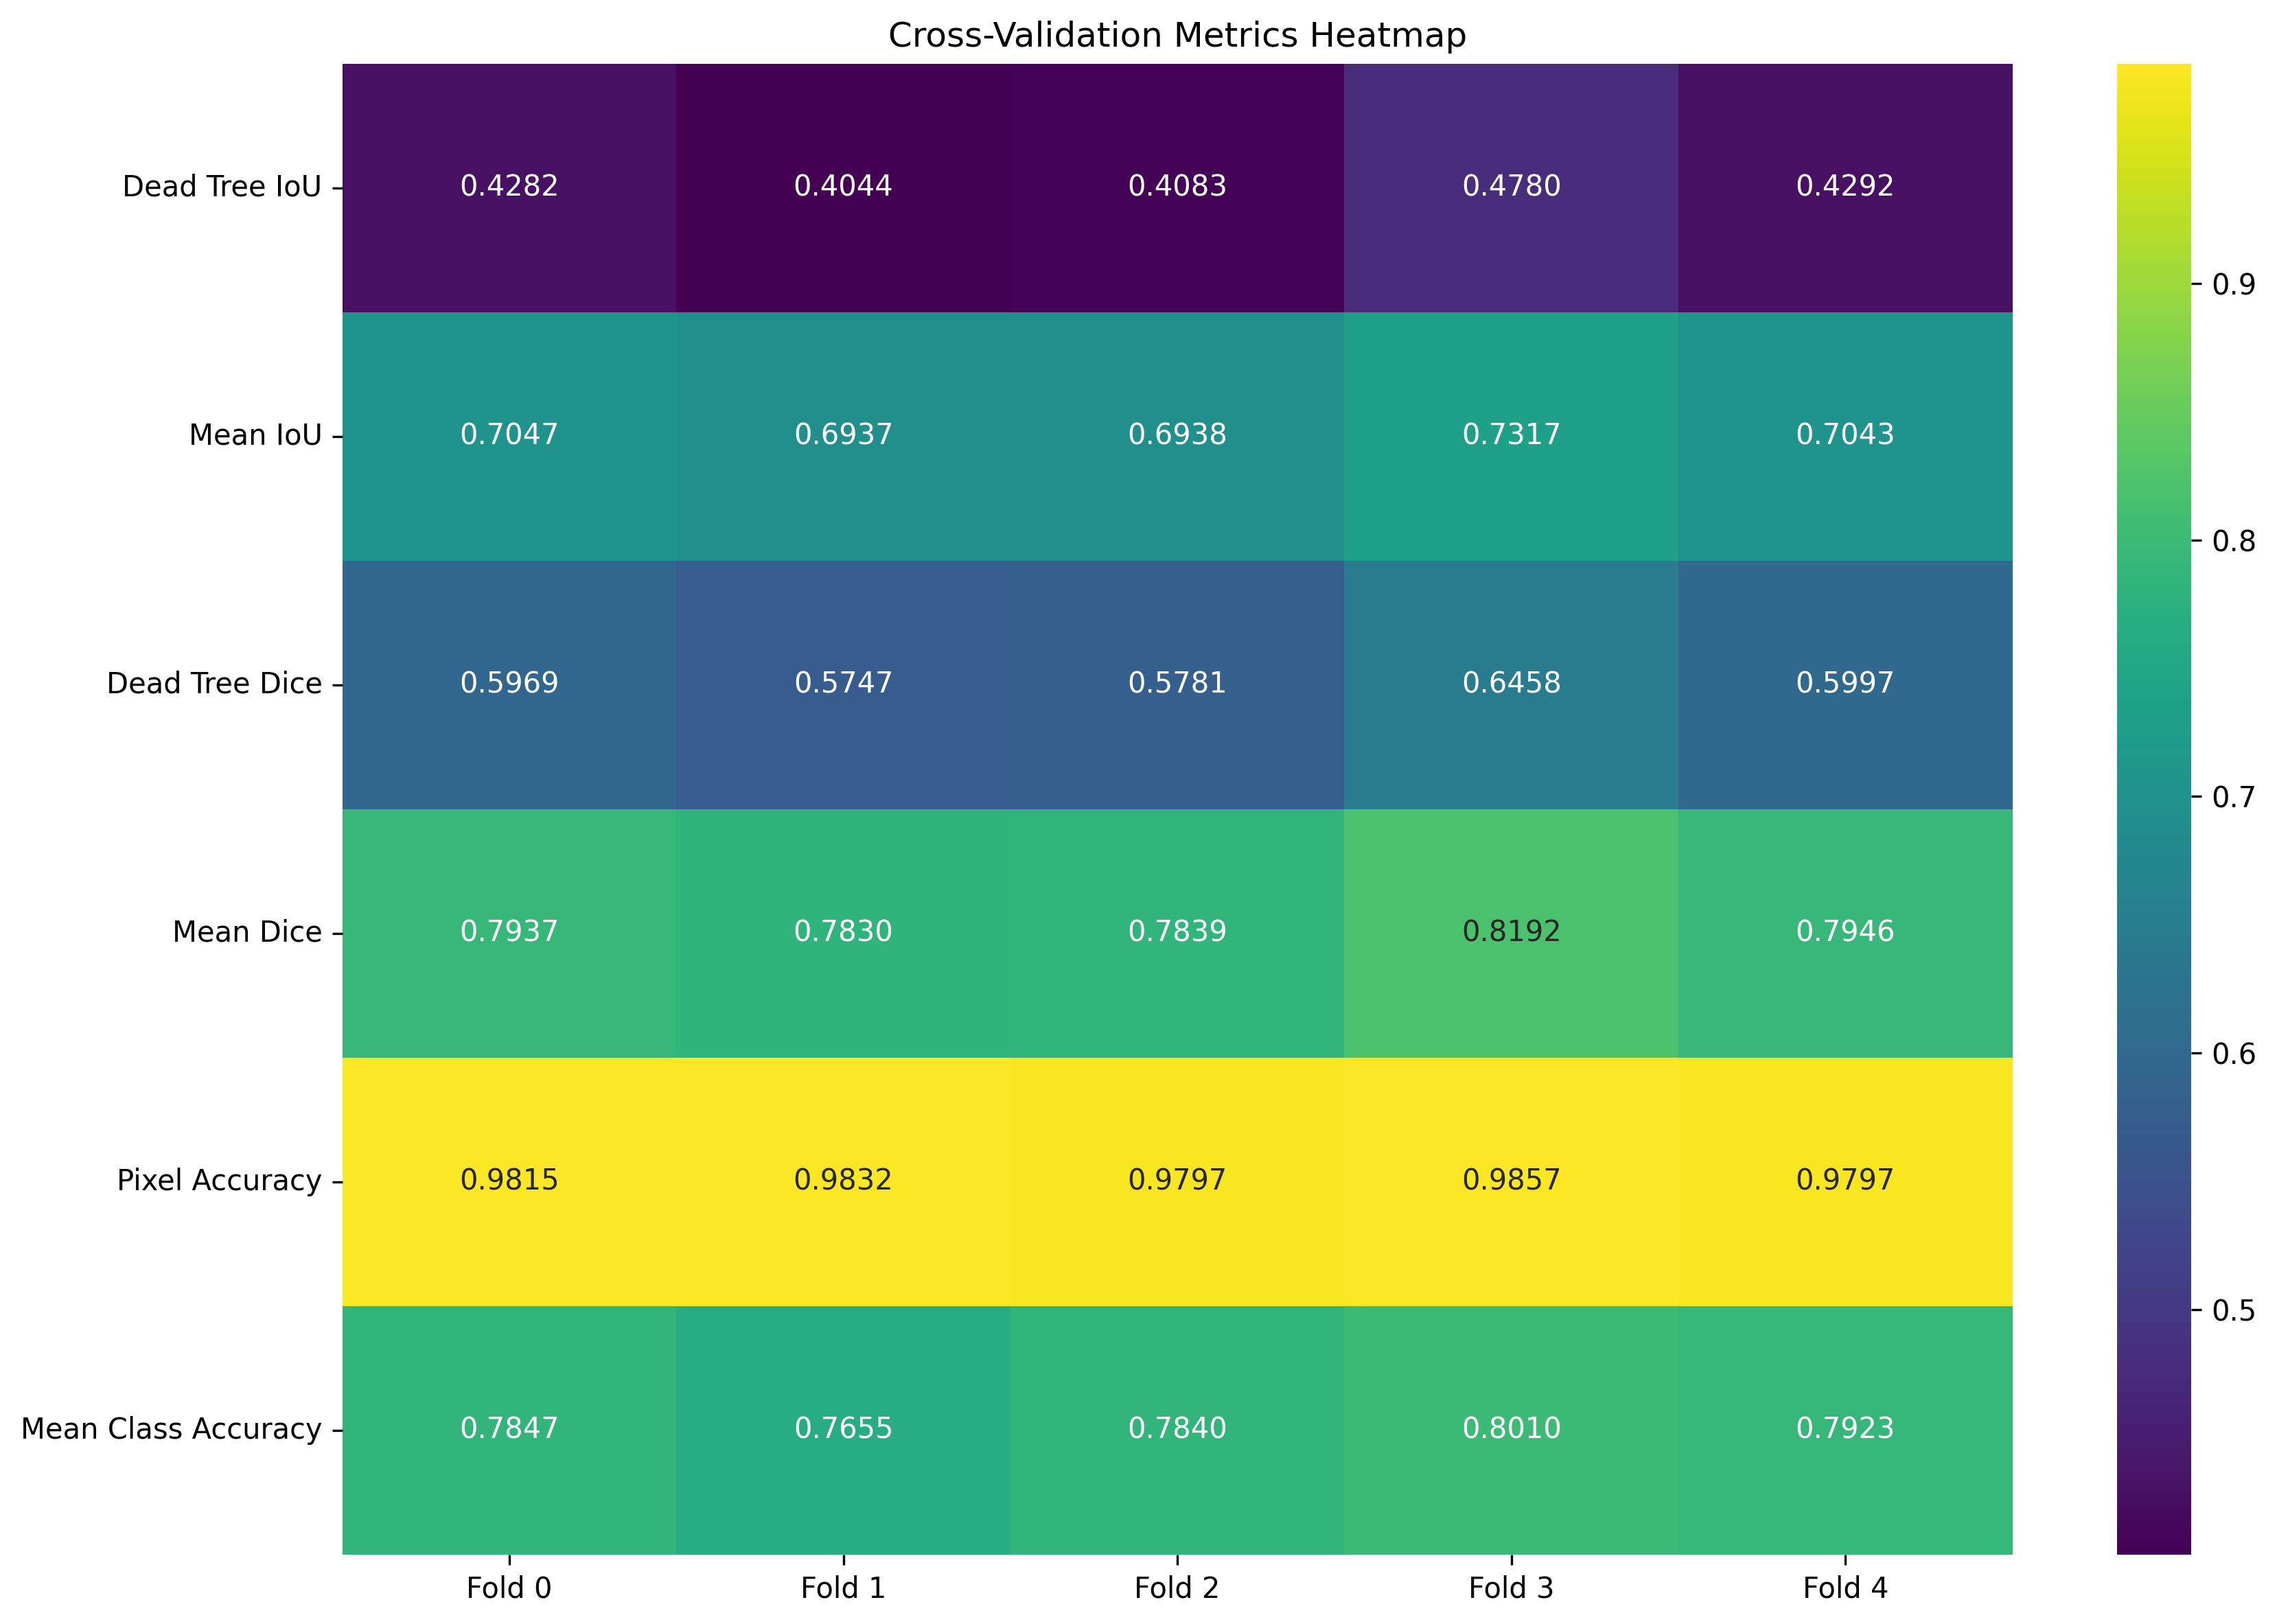 Cross-Validation Metrics Heatmap
Dead Tree IoU 0.4282 0.4044 0.4083 0.4780 0.4292
Mean IoU 0.7047 0.6937 0.6938 0.7317 0.7043
Dead Tree Dice 0.5969 0.5747 0.5781 0.6458 0.5997
Mean Dice 0.7937 0.7830 0.7839 0.8192 0.7946
Pixel Accuracy 0.9815 0.9832 0.9797 0.9857 0.9797
Mean Class Accuracy 0.7847 0.7655 0.7840 0.8010 0.7923
Fold 0 Fold 1 Fold 2 Fold 3 Fold 4
0.9
0.8
0.7
0.6
0.5